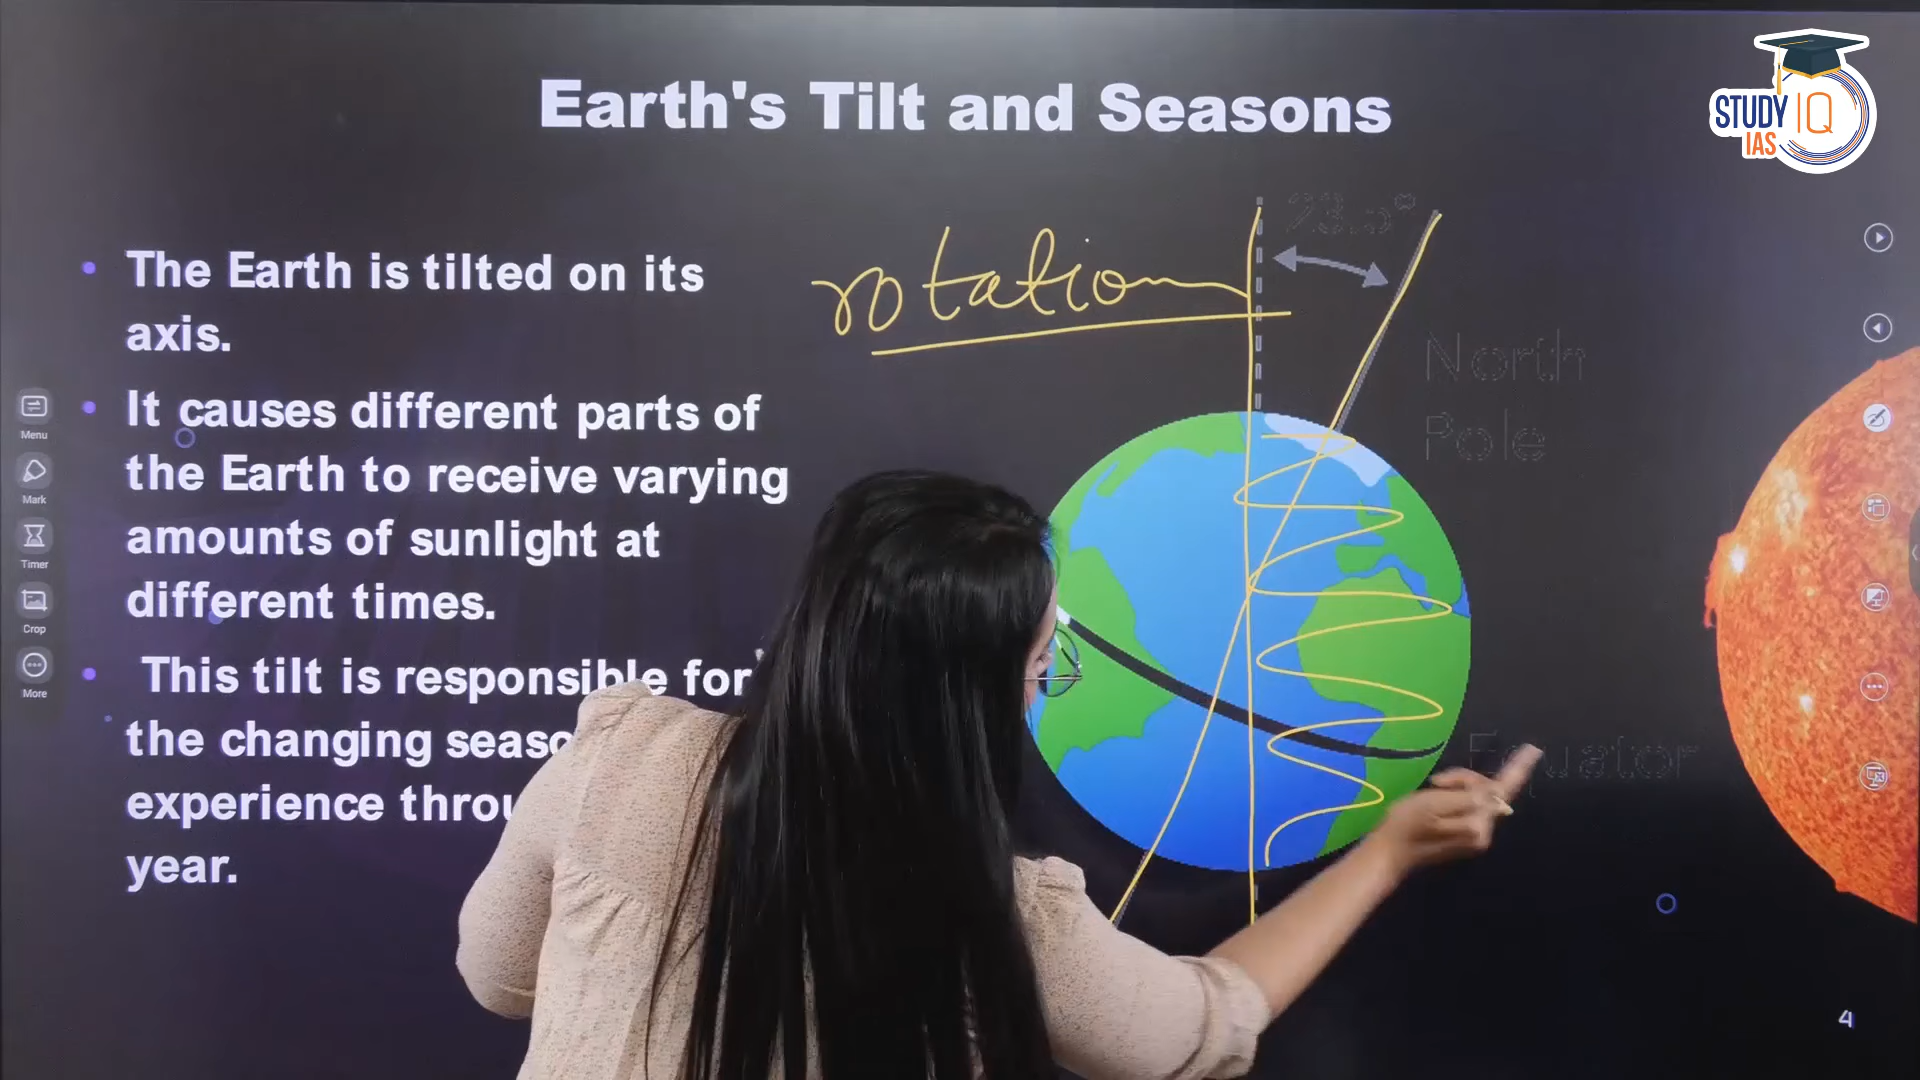 Earth's Tilt and Seasons
STUDY IQ
IAS
The Earth is tilted on its
axis.
It causes different parts of
the Earth to receive varying
amounts of sunlight at
different times.
This tilt is responsible for
the changing
experience
year.
rotation
23.5°
North
Pole
Equator
Menu
Mark
Timer
Crop
More
4